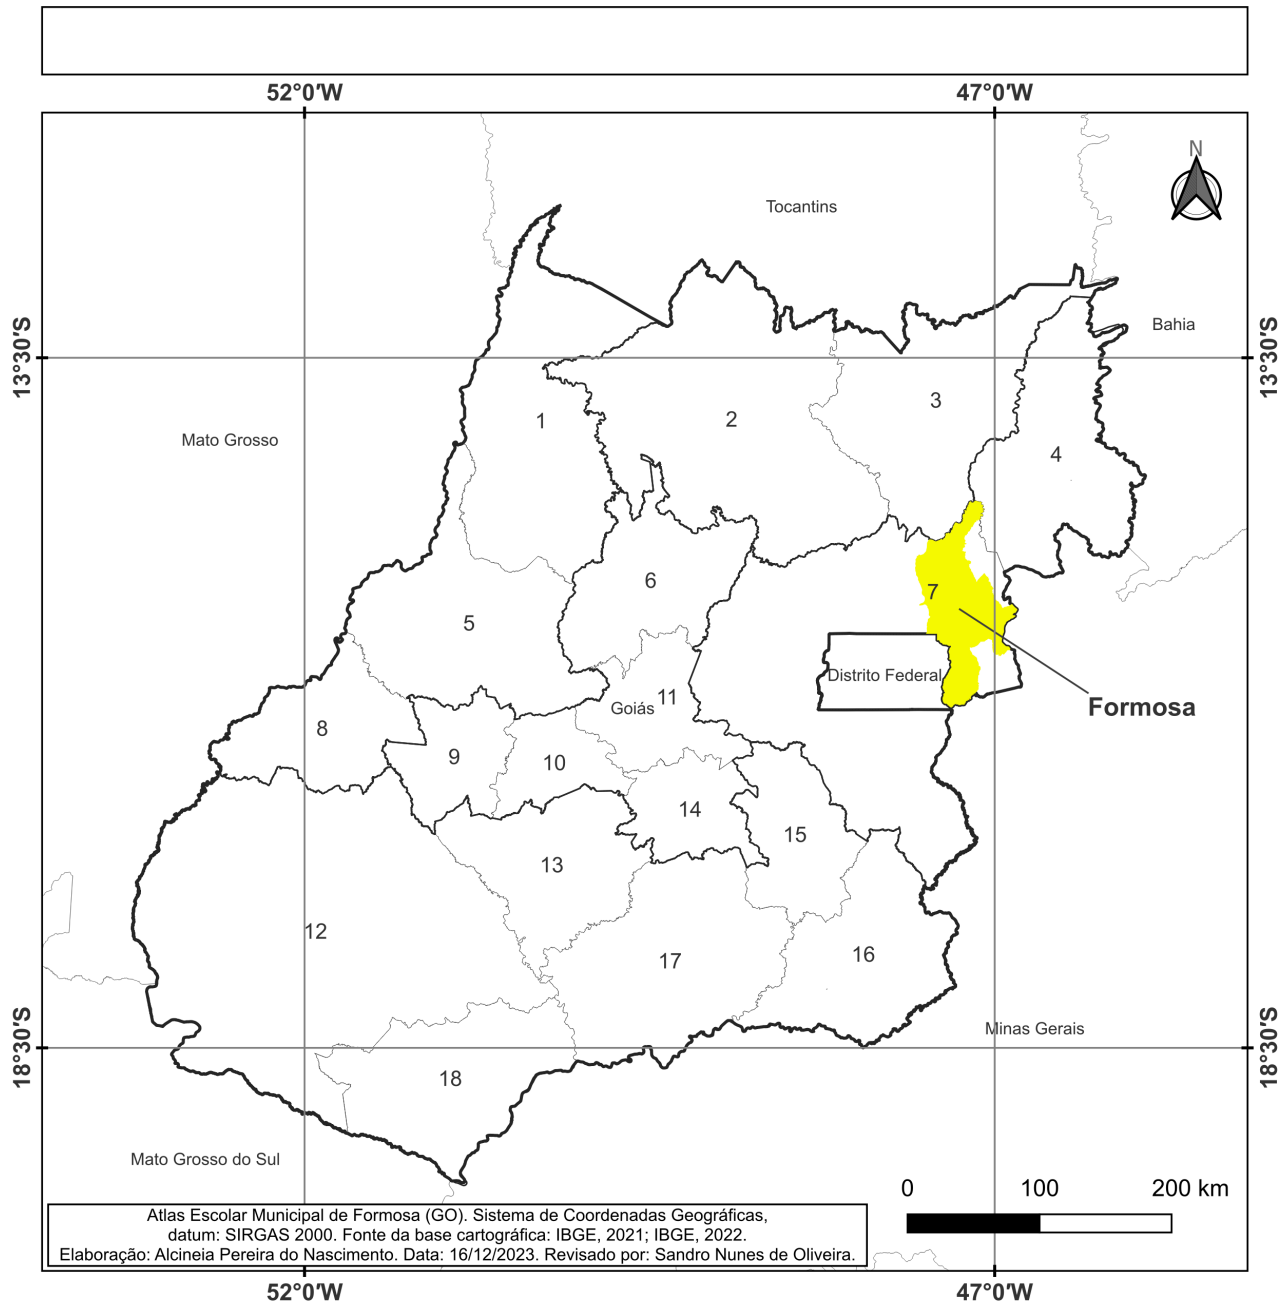 52°0'W 47°0'W
N
Tocantins
Bahia
13°30'S 13°30'S
Mato Grosso
1
2
3
4
5
6
7
Distrito Federal
Formosa
8
9
10
Goiás 11
12
13
14
15
16
17
18
Minas Gerais
18°30'S 18°30'S
Mato Grosso do Sul
0 100 200 km
Atlas Escolar Municipal de Formosa (GO). Sistema de Coordenadas Geográficas,
datum: SIRGAS 2000. Fonte da base cartográfica: IBGE, 2021; IBGE, 2022.
Elaboração: Alcineia Pereira do Nascimento. Data: 16/12/2023. Revisado por: Sandro Nunes de Oliveira.
52°0'W 47°0'W